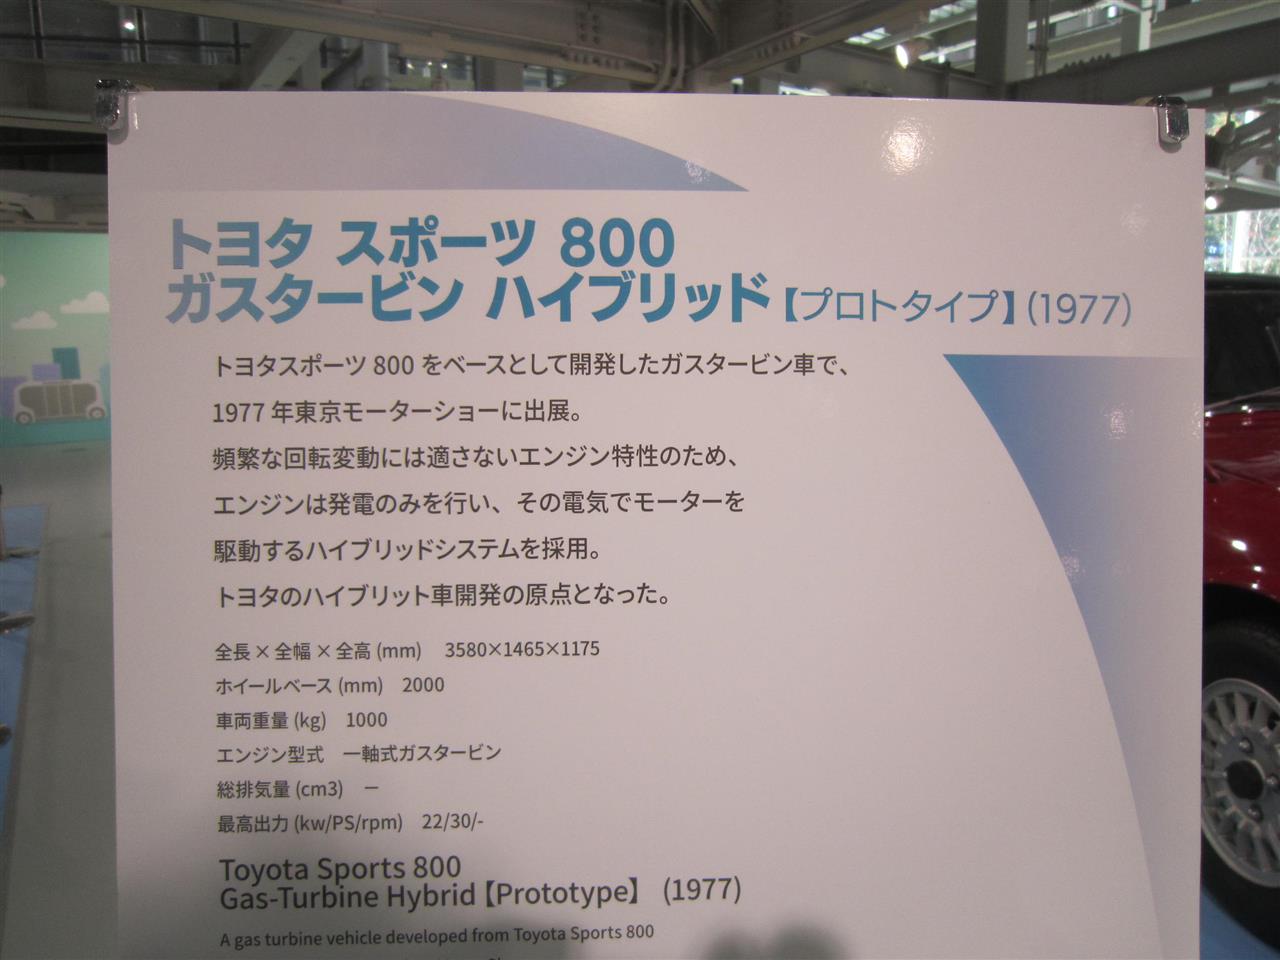 トヨタ スポーツ 800
ガスタービン ハイブリッド【プロトタイプ】(1977)
トヨタスポーツ 800 をベースとして開発したガスタービン車で、
1977 年東京モーターショーに出展。
頻繁な回転変動には適さないエンジン特性のため、
エンジンは発電のみを行い、その電気でモーターを
駆動するハイブリッドシステムを採用。
トヨタのハイブリット車開発の原点となった。
全長 × 全幅 × 全高 (mm) 3580×1465×1175
ホイールベース (mm) 2000
車両重量 (kg) 1000
エンジン型式 一軸式ガスタービン
総排気量 (cm3) －
最高出力 (kw/PS/rpm) 22/30/-
Toyota Sports 800
Gas-Turbine Hybrid【Prototype】 (1977)
A gas turbine vehicle developed from Toyota Sports 800